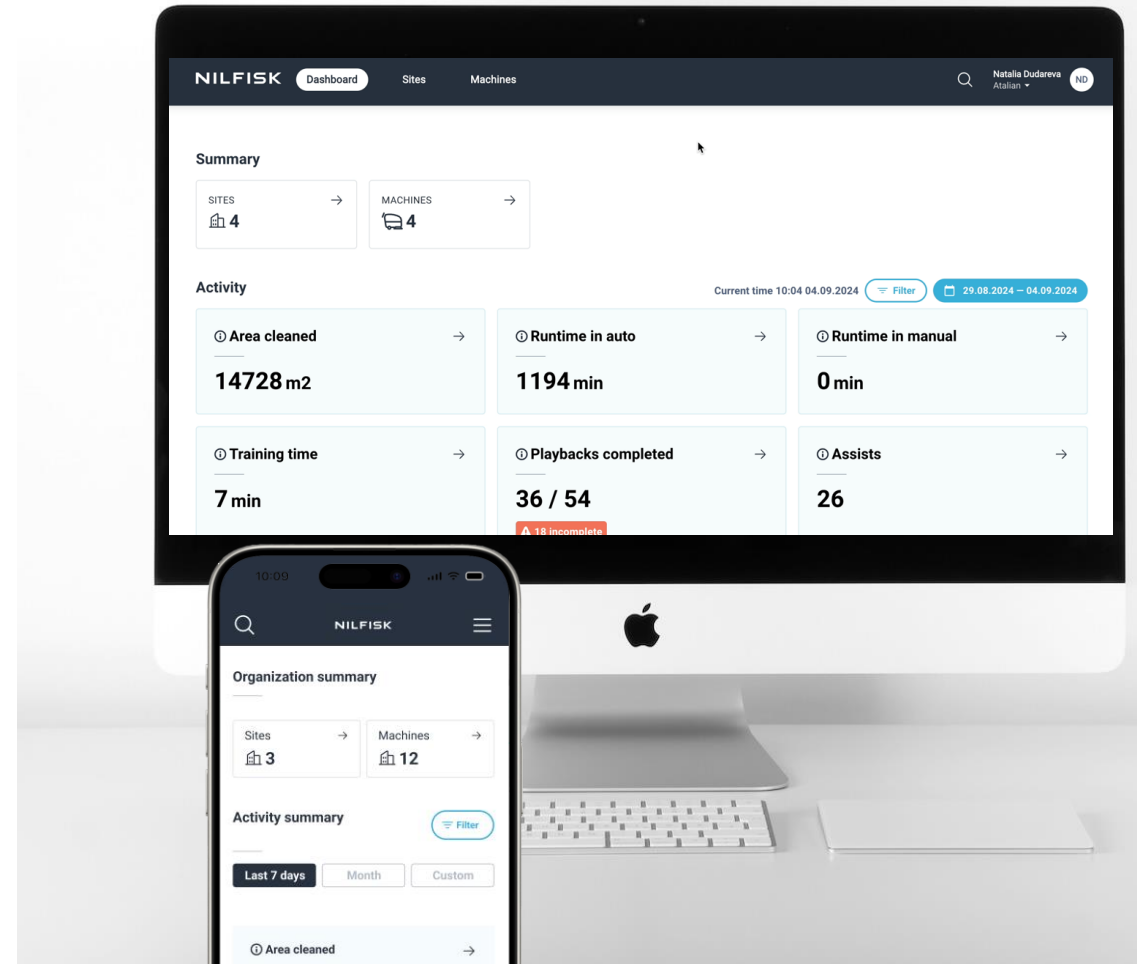 NILFISK Dashboard Sites Machines Natalia Dudareva ND
Atalian
Summary
SITES MACHINES
4 4
Activity Current time 10:04 04.09.2024 Filter 29.08.2024 – 04.09.2024
Area cleaned Runtime in auto Runtime in manual
14728 m2 1194 min 0 min
Training time Playbacks completed Assists
7 min 36 / 54 26
18 incomplete
10:09
NILFISK
Organization summary
Sites Machines
3 12
Activity summary Filter
Last 7 days Month Custom
Area cleaned